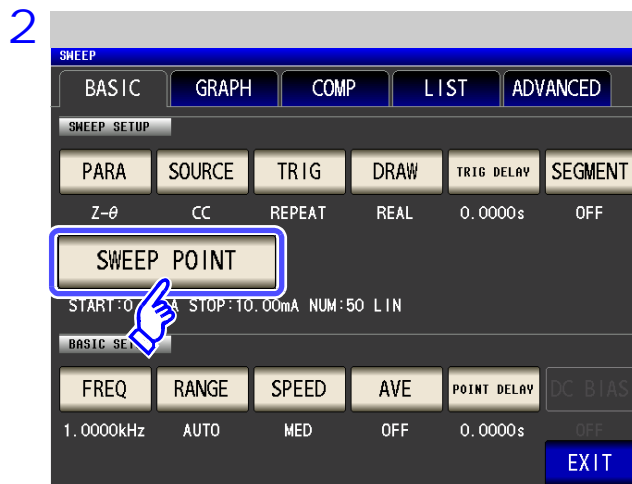 2
SWEEP
BASIC GRAPH COMP LIST ADVANCED
SWEEP SETUP
PARA SOURCE TRIG DRAW TRIG DELAY SEGMENT
Z-θ CC REPEAT REAL 0.0000s OFF
SWEEP POINT
START:0. A STOP:10.00mA NUM:50 LIN
BASIC SE
FREQ RANGE SPEED AVE POINT DELAY DC BIAS
1.0000kHz AUTO MED OFF 0.0000s OFF
EXIT